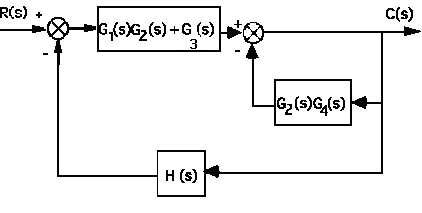 R(s) + G₁(s)G₂(s)+G₃(s) + C(s)
- -
G₂(s)G₄(s)
H(s)